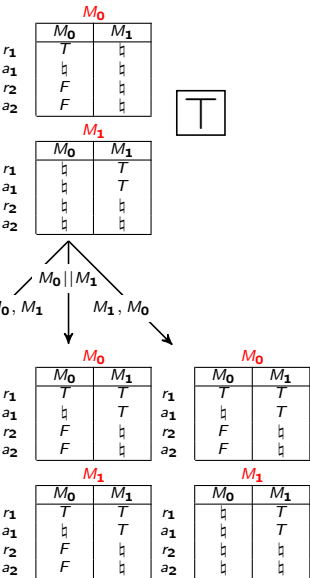 M₀
M₀ M₁
r₁ T ♮
a₁ ♮ ♮
r₂ F ♮
a₂ F ♮
T
M₁
M₀ M₁
r₁ ♮ T
a₁ ♮ T
r₂ ♮ ♮
a₂ ♮ ♮
M₀||M₁
₀, M₁ M₁, M₀
M₀ M₀
M₀ M₁ M₀ M₁
r₁ T T r₁ T T
a₁ ♮ T a₁ ♮ T
r₂ F ♮ r₂ F ♮
a₂ F ♮ a₂ F ♮
M₁ M₁
M₀ M₁ M₀ M₁
r₁ T T r₁ ♮ T
a₁ ♮ T a₁ ♮ T
r₂ F ♮ r₂ ♮ ♮
a₂ F ♮ a₂ ♮ ♮